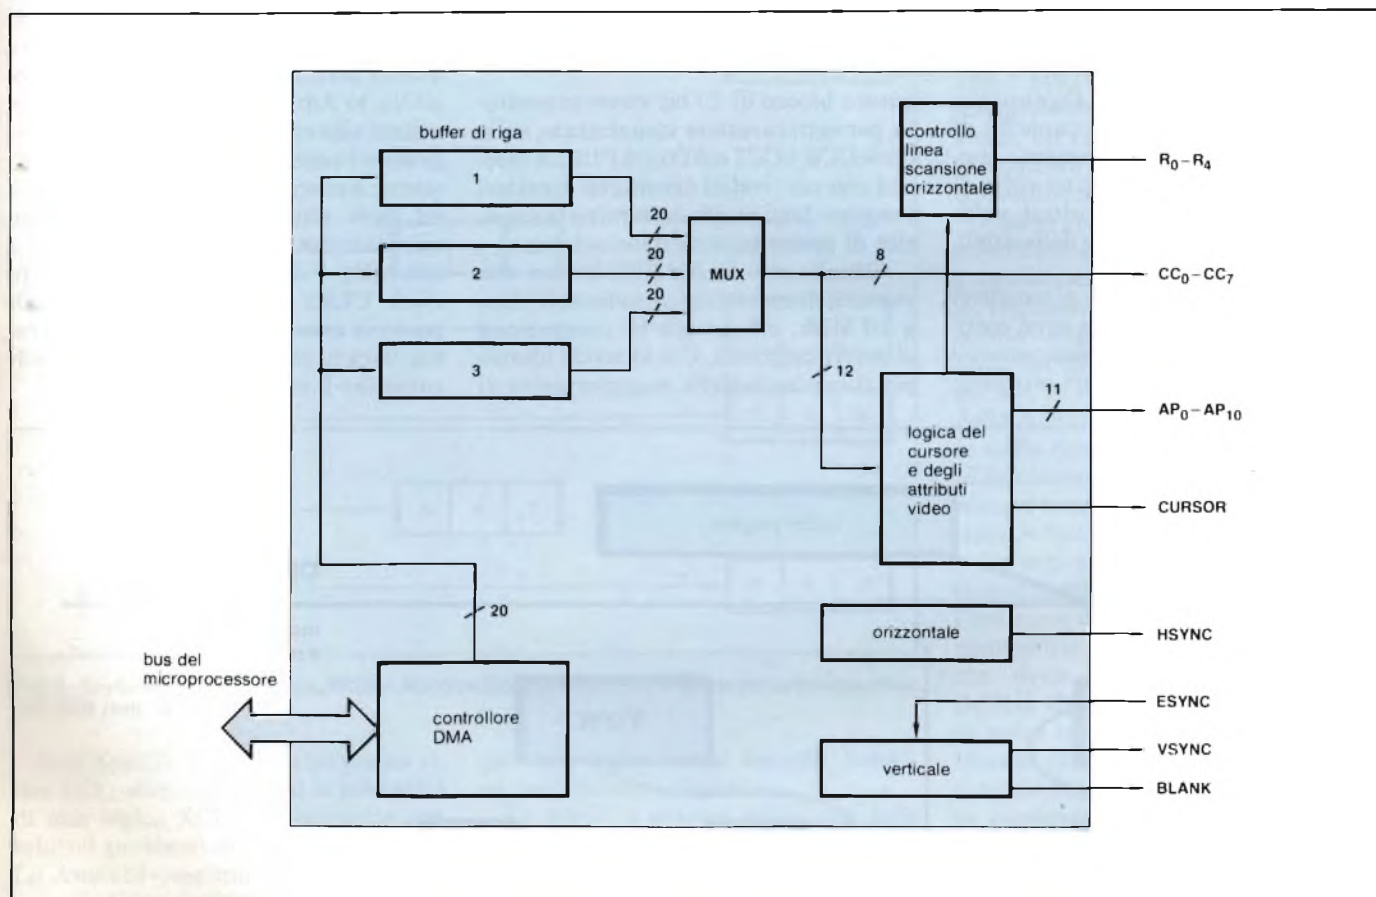 buffer di riga
1
2
3
20
20
20
MUX
8
12
controllo
linea
scansione
orizzontale
R0–R4
CC0–CC7
11
AP0–AP10
logica del
cursore
e degli
attributi
video
CURSOR
20
orizzontale
HSYNC
bus del
microprocessore
controllore
DMA
ESYNC
verticale
VSYNC
BLANK